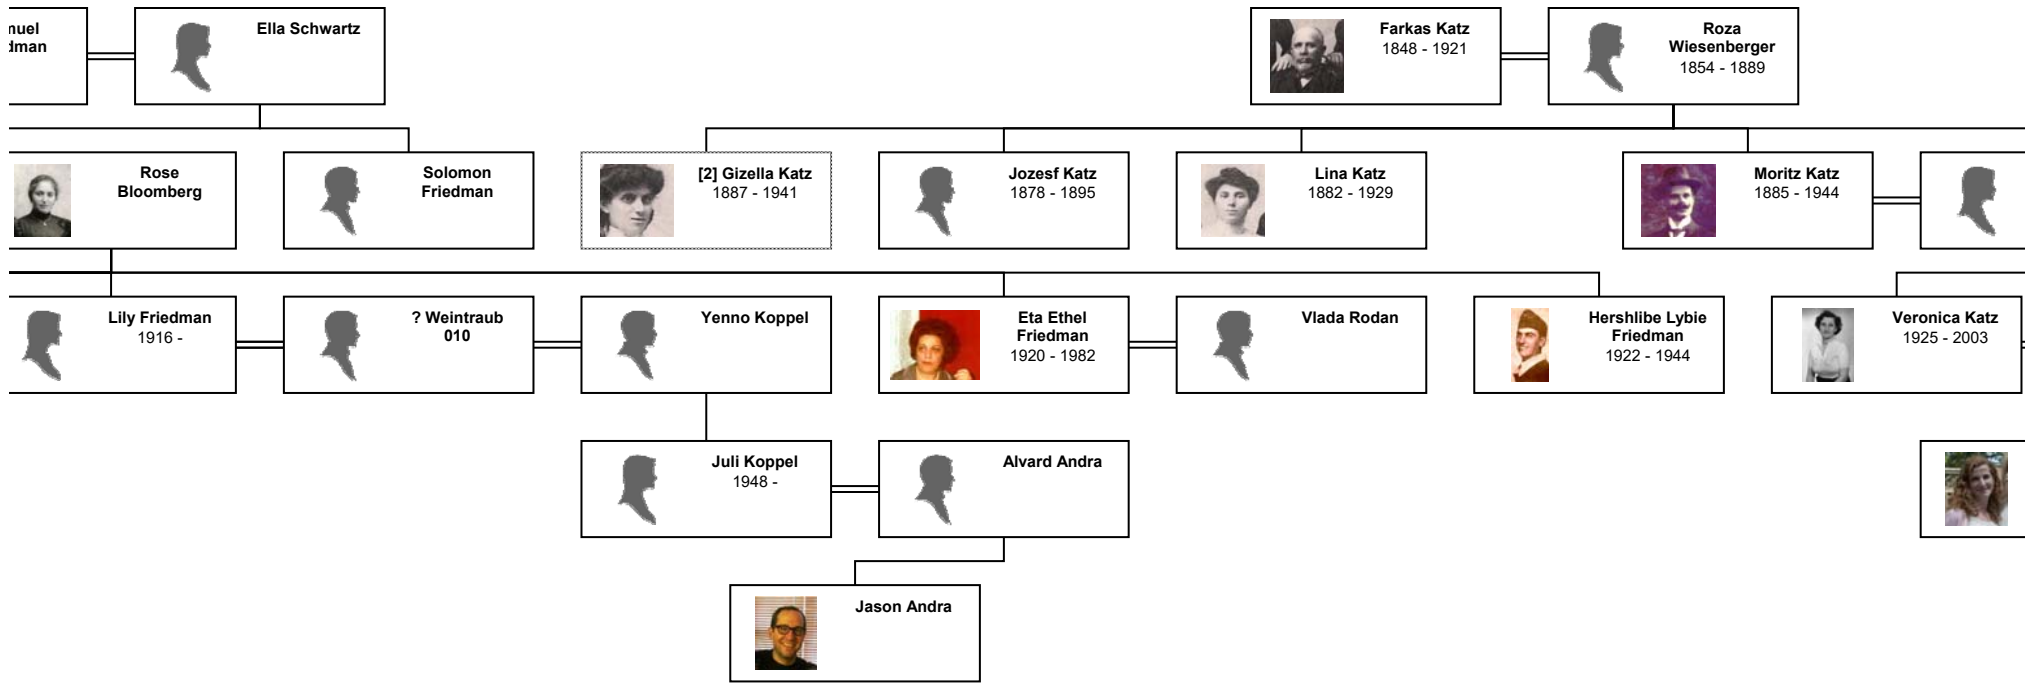 Ella Schwartz
Farkas Katz
1848 - 1921
Roza
Wiesenberger
1854 - 1889
Rose
Bloomberg
Solomon
Friedman
[2] Gizella Katz
1887 - 1941
Jozesf Katz
1878 - 1895
Lina Katz
1882 - 1929
Moritz Katz
1885 - 1944
Lily Friedman
1916 -
? Weintraub
010
Yenno Koppel
Eta Ethel
Friedman
1920 - 1982
Vlada Rodan
Hershlibe Lybie
Friedman
1922 - 1944
Veronica Katz
1925 - 2003
Juli Koppel
1948 -
Alvard Andra
Jason Andra